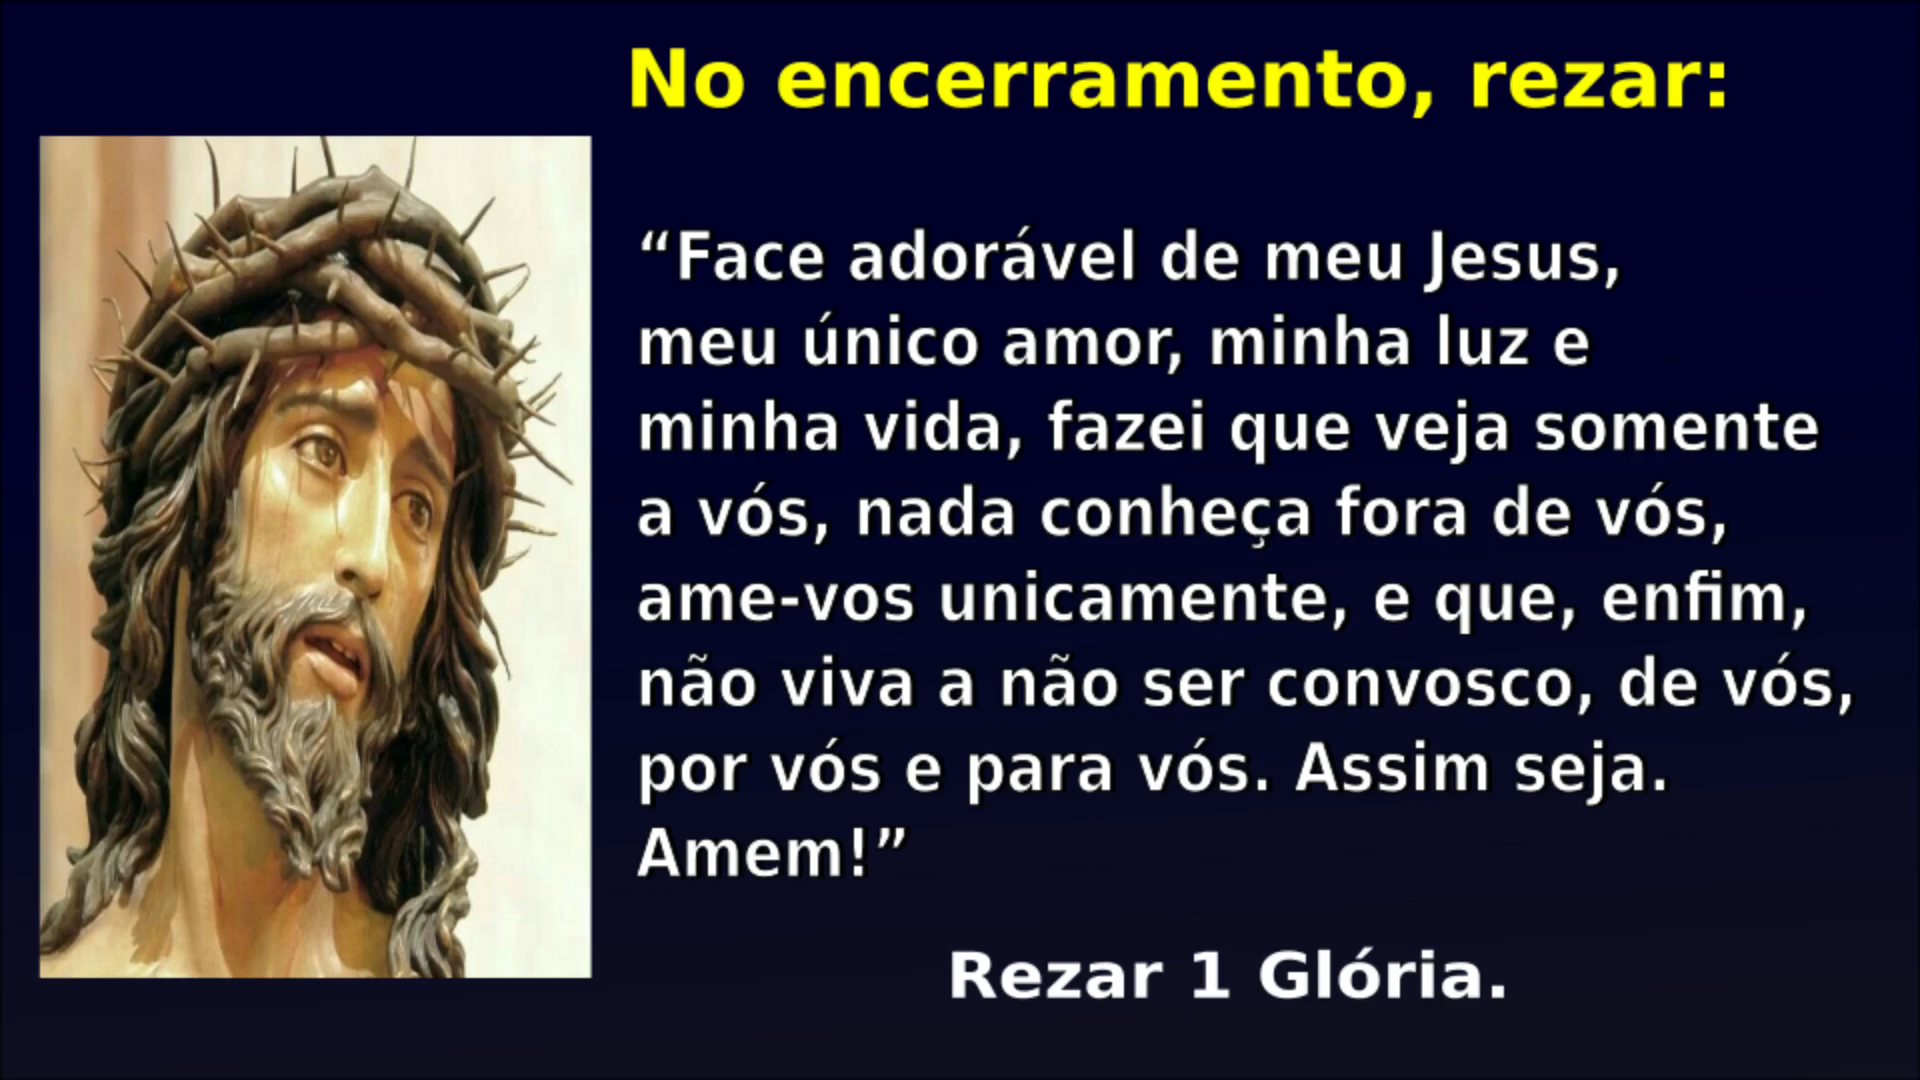 No encerramento, rezar:
“Face adorável de meu Jesus,
meu único amor, minha luz e
minha vida, fazei que veja somente
a vós, nada conheça fora de vós,
ame-vos unicamente, e que, enfim,
não viva a não ser convosco, de vós,
por vós e para vós. Assim seja.
Amem!”
Rezar 1 Glória.